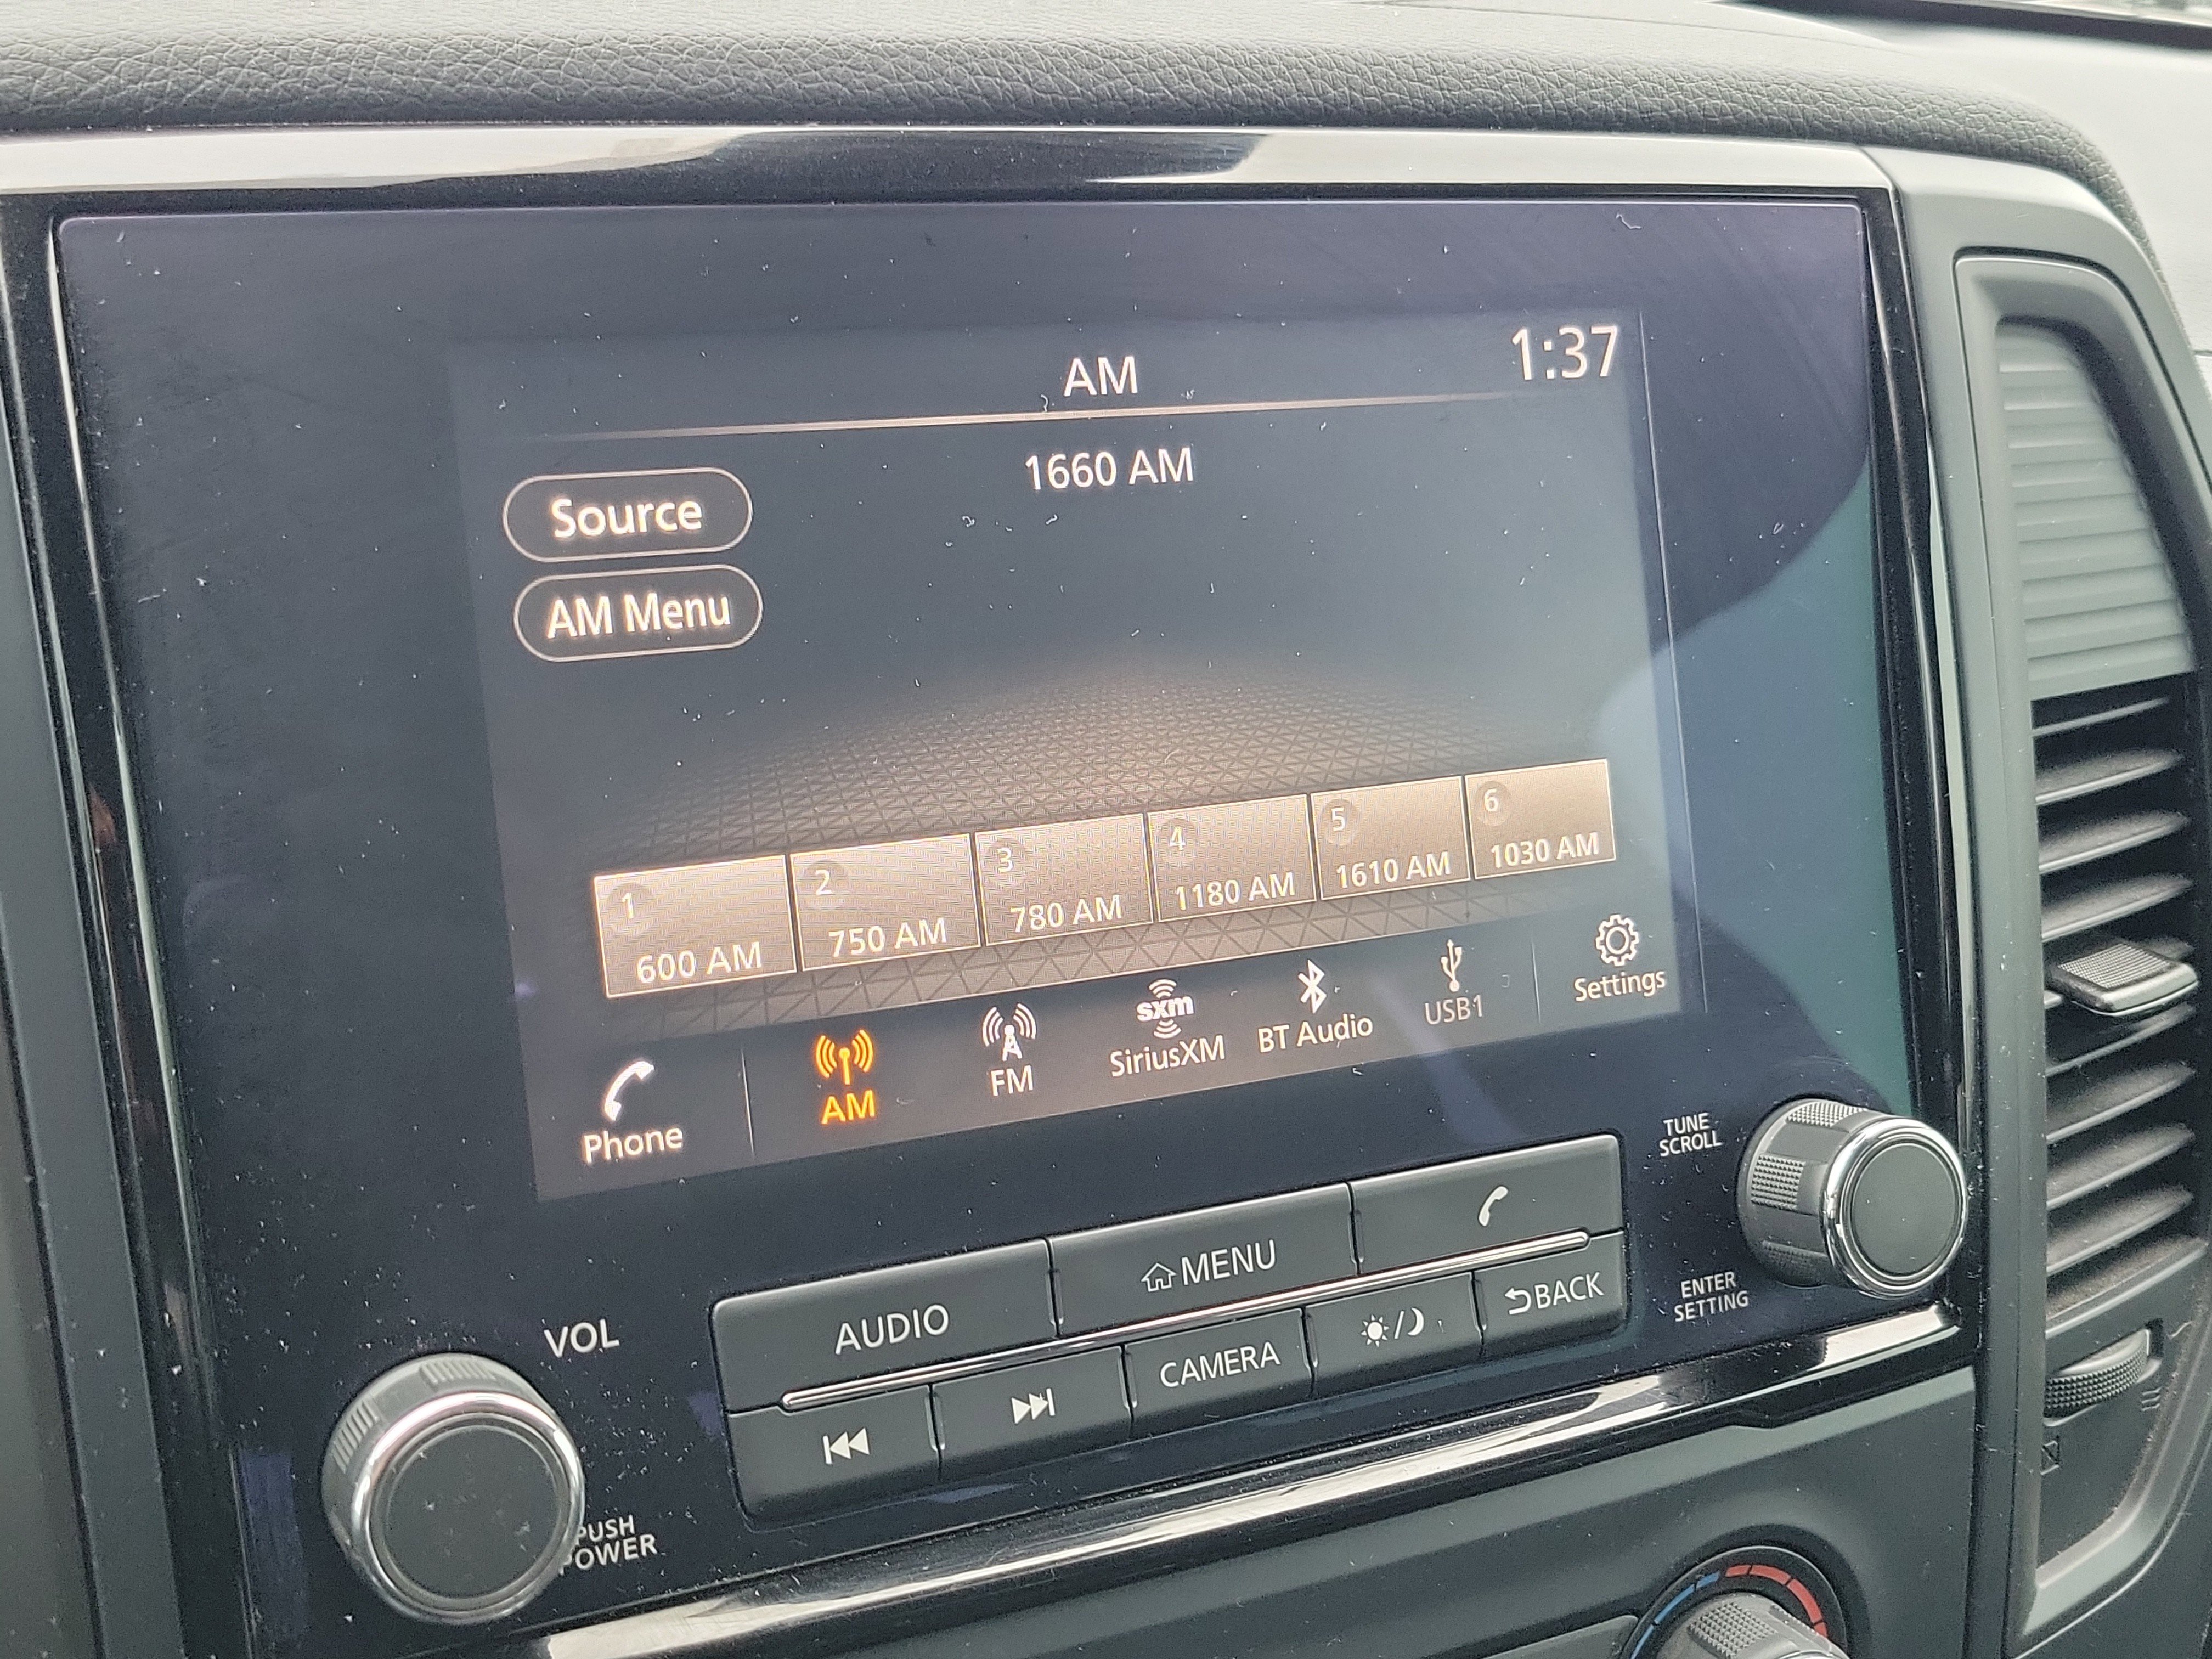 AM
1:37
1660 AM
Source
AM Menu
1
600 AM
2
750 AM
3
780 AM
4
1180 AM
5
1610 AM
6
1030 AM
Phone
AM
FM
sxm
SiriusXM
BT Audio
USB1
Settings
TUNE
SCROLL
AUDIO
MENU
VOL
CAMERA
BACK
ENTER
SETTING
PUSH
POWER